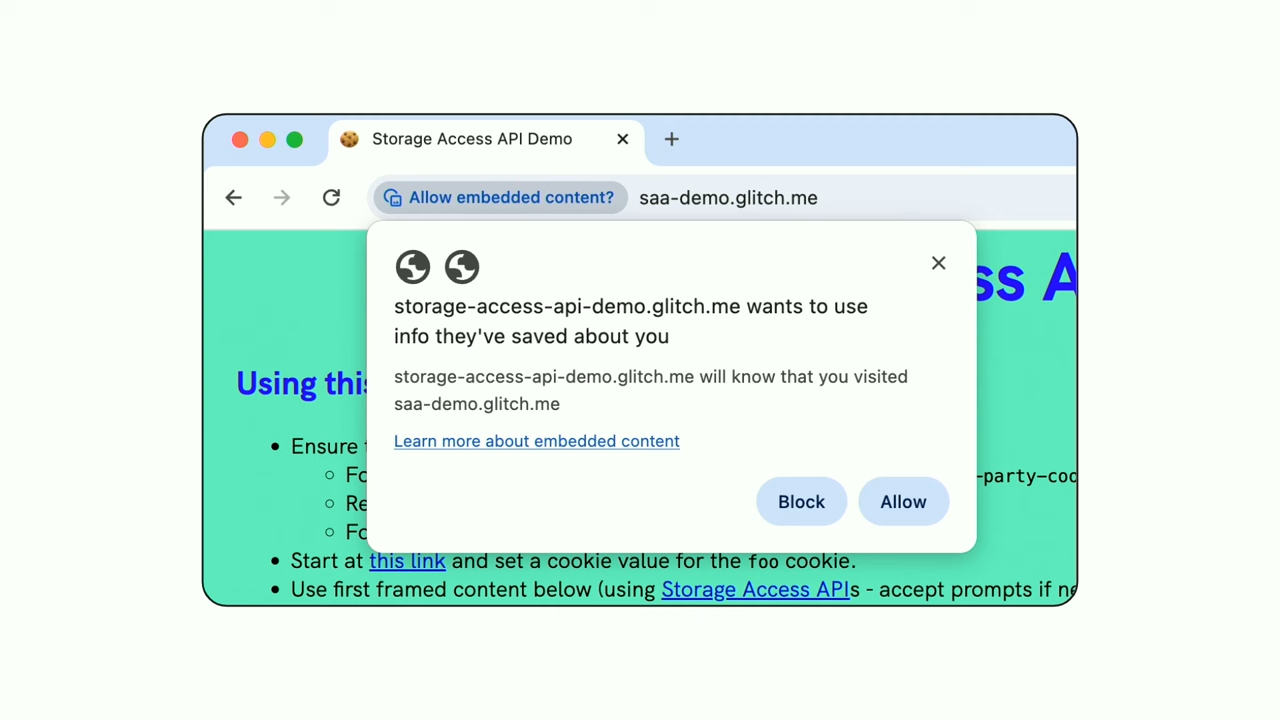 Storage Access API Demo
Allow embedded content? saa-demo.glitch.me
storage-access-api-demo.glitch.me wants to use
info they've saved about you
storage-access-api-demo.glitch.me will know that you visited
saa-demo.glitch.me
Learn more about embedded content
Block Allow
ss A
Using this
• Ensure
-party-coo
• Start at this link and set a cookie value for the foo cookie.
• Use first framed content below (using Storage Access APIs - accept prompts if ne